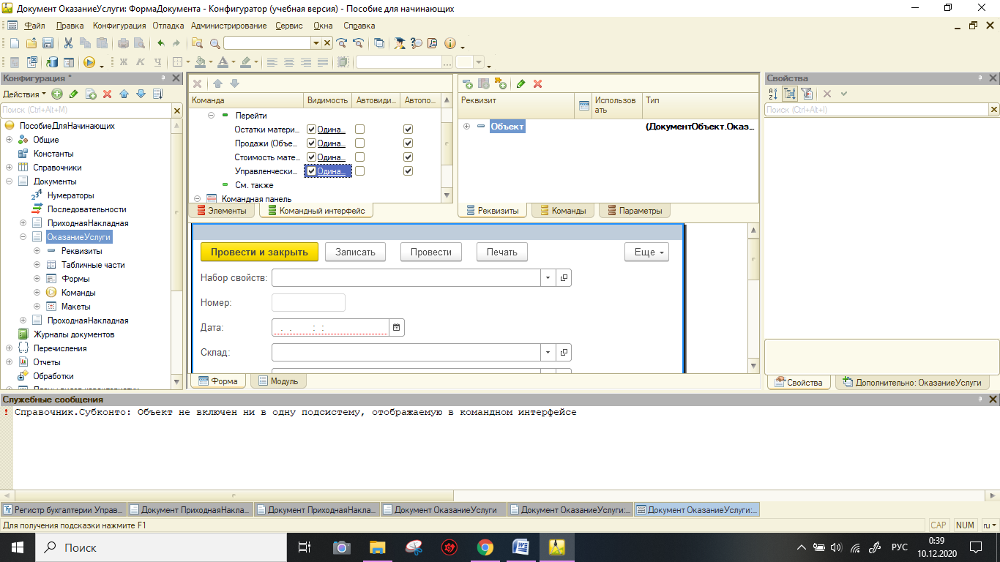 Документ ОказаниеУслуги: ФормаДокумента - Конфигуратор (учебная версия) - Пособие для начинающих
Файл Правка Конфигурация Отладка Администрирование Сервис Окна Справка
Ж К Ч
Конфигурация *
Действия
Поиск (Ctrl+Alt+M)
ПособиеДляНачинающих
Общие
Константы
Справочники
Документы
Нумераторы
Последовательности
ПриходнаяНакладная
ОказаниеУслуги
Реквизиты
Табличные части
Формы
Команды
Макеты
ПроходнаяНакладная
Журналы документов
Перечисления
Отчеты
Обработки
Команда Видимость Автовиди... Автопо...
Перейти
Остатки матери... Одина...
Продажи (Объе... Одина...
Стоимость мате... Одина...
Управленчески... Одина...
См. также
Командная панель
Элементы Командный интерфейс
Реквизит Использовать Тип
Объект (ДокументОбъект.Оказ...
Реквизиты Команды Параметры
Провести и закрыть Записать Провести Печать Еще
Набор свойств:
Номер:
Дата: . . : :
Склад:
Форма Модуль
Свойства
Поиск (Ctrl+Alt+I)
Свойства Дополнительно: ОказаниеУслуги
Служебные сообщения
! Справочник.Субконто: Объект не включен ни в одну подсистему, отображаемую в командном интерфейсе
Регистр бухгалтерии Управ... Документ ПриходнаяНакла... Документ ПриходнаяНакла... Документ ОказаниеУслуги Документ ОказаниеУслуги:... Документ ОказаниеУслуги:...
Для получения подсказки нажмите F1 CAP NUM ru
Поиск РУС 0:39
10.12.2020